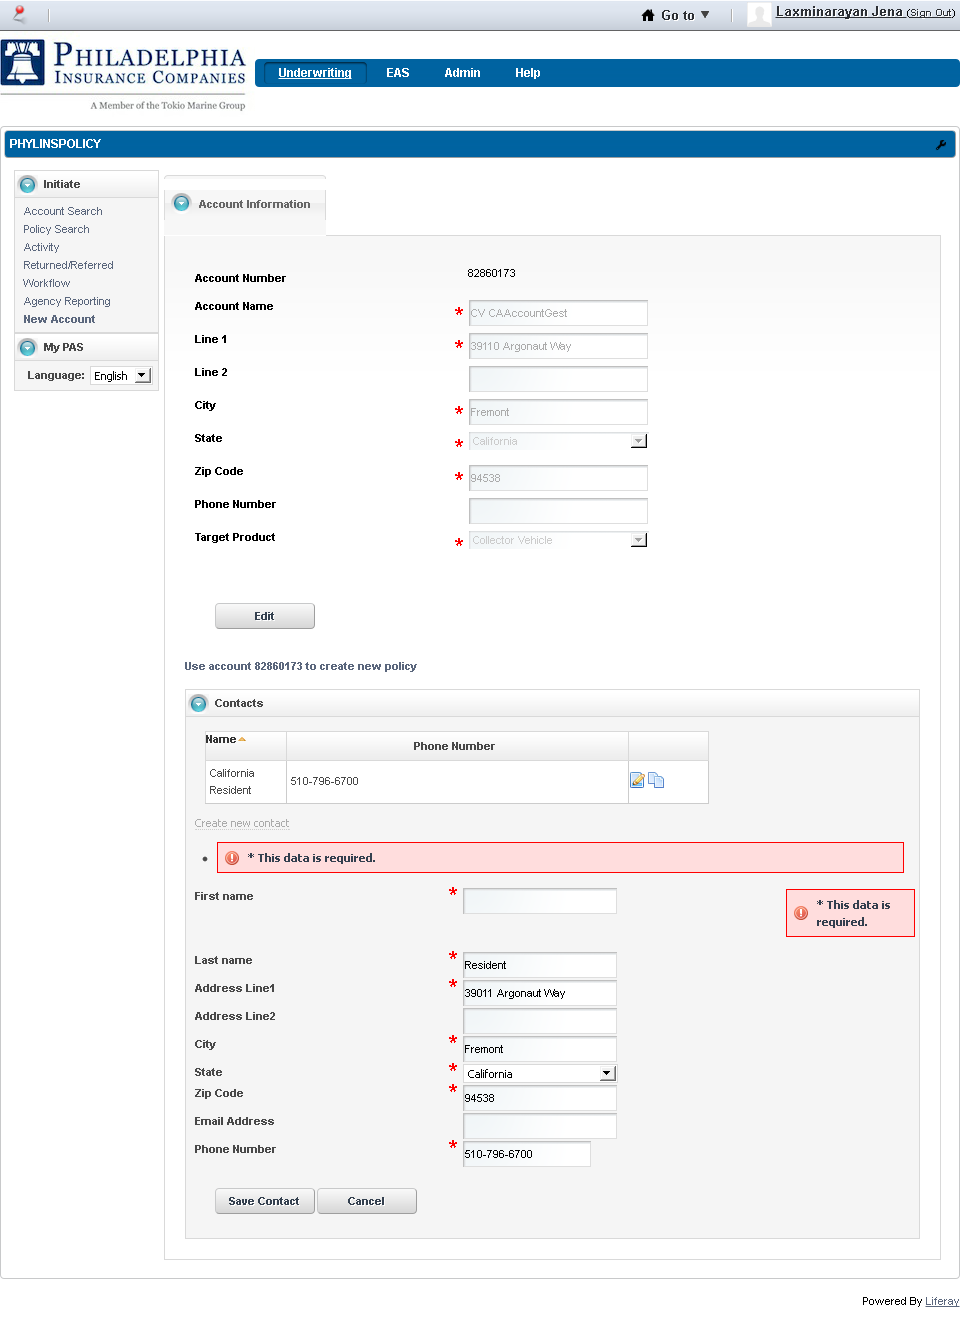 Go to ▼
Laxminarayan Jena (Sign Out)
PHILADELPHIA
INSURANCE COMPANIES
A Member of the Tokio Marine Group
Underwriting EAS Admin Help
PHYLINSPOLICY
Initiate
Account Search
Policy Search
Activity
Returned/Referred
Workflow
Agency Reporting
New Account
My PAS
Language: English
Account Information
Account Number 82860173
Account Name * CV CAAccountGest
Line 1 * 39110 Argonaut Way
Line 2
City * Fremont
State * California
Zip Code * 94538
Phone Number
Target Product * Collector Vehicle
Edit
Use account 82860173 to create new policy
Contacts
Name Phone Number
California
Resident
510-796-6700
Create new contact
• * This data is required.
First name *
* This data is
required.
Last name * Resident
Address Line1 * 39011 Argonaut Way
Address Line2
City * Fremont
State * California
Zip Code * 94538
Email Address
Phone Number * 510-796-6700
Save Contact Cancel
Powered By Liferay